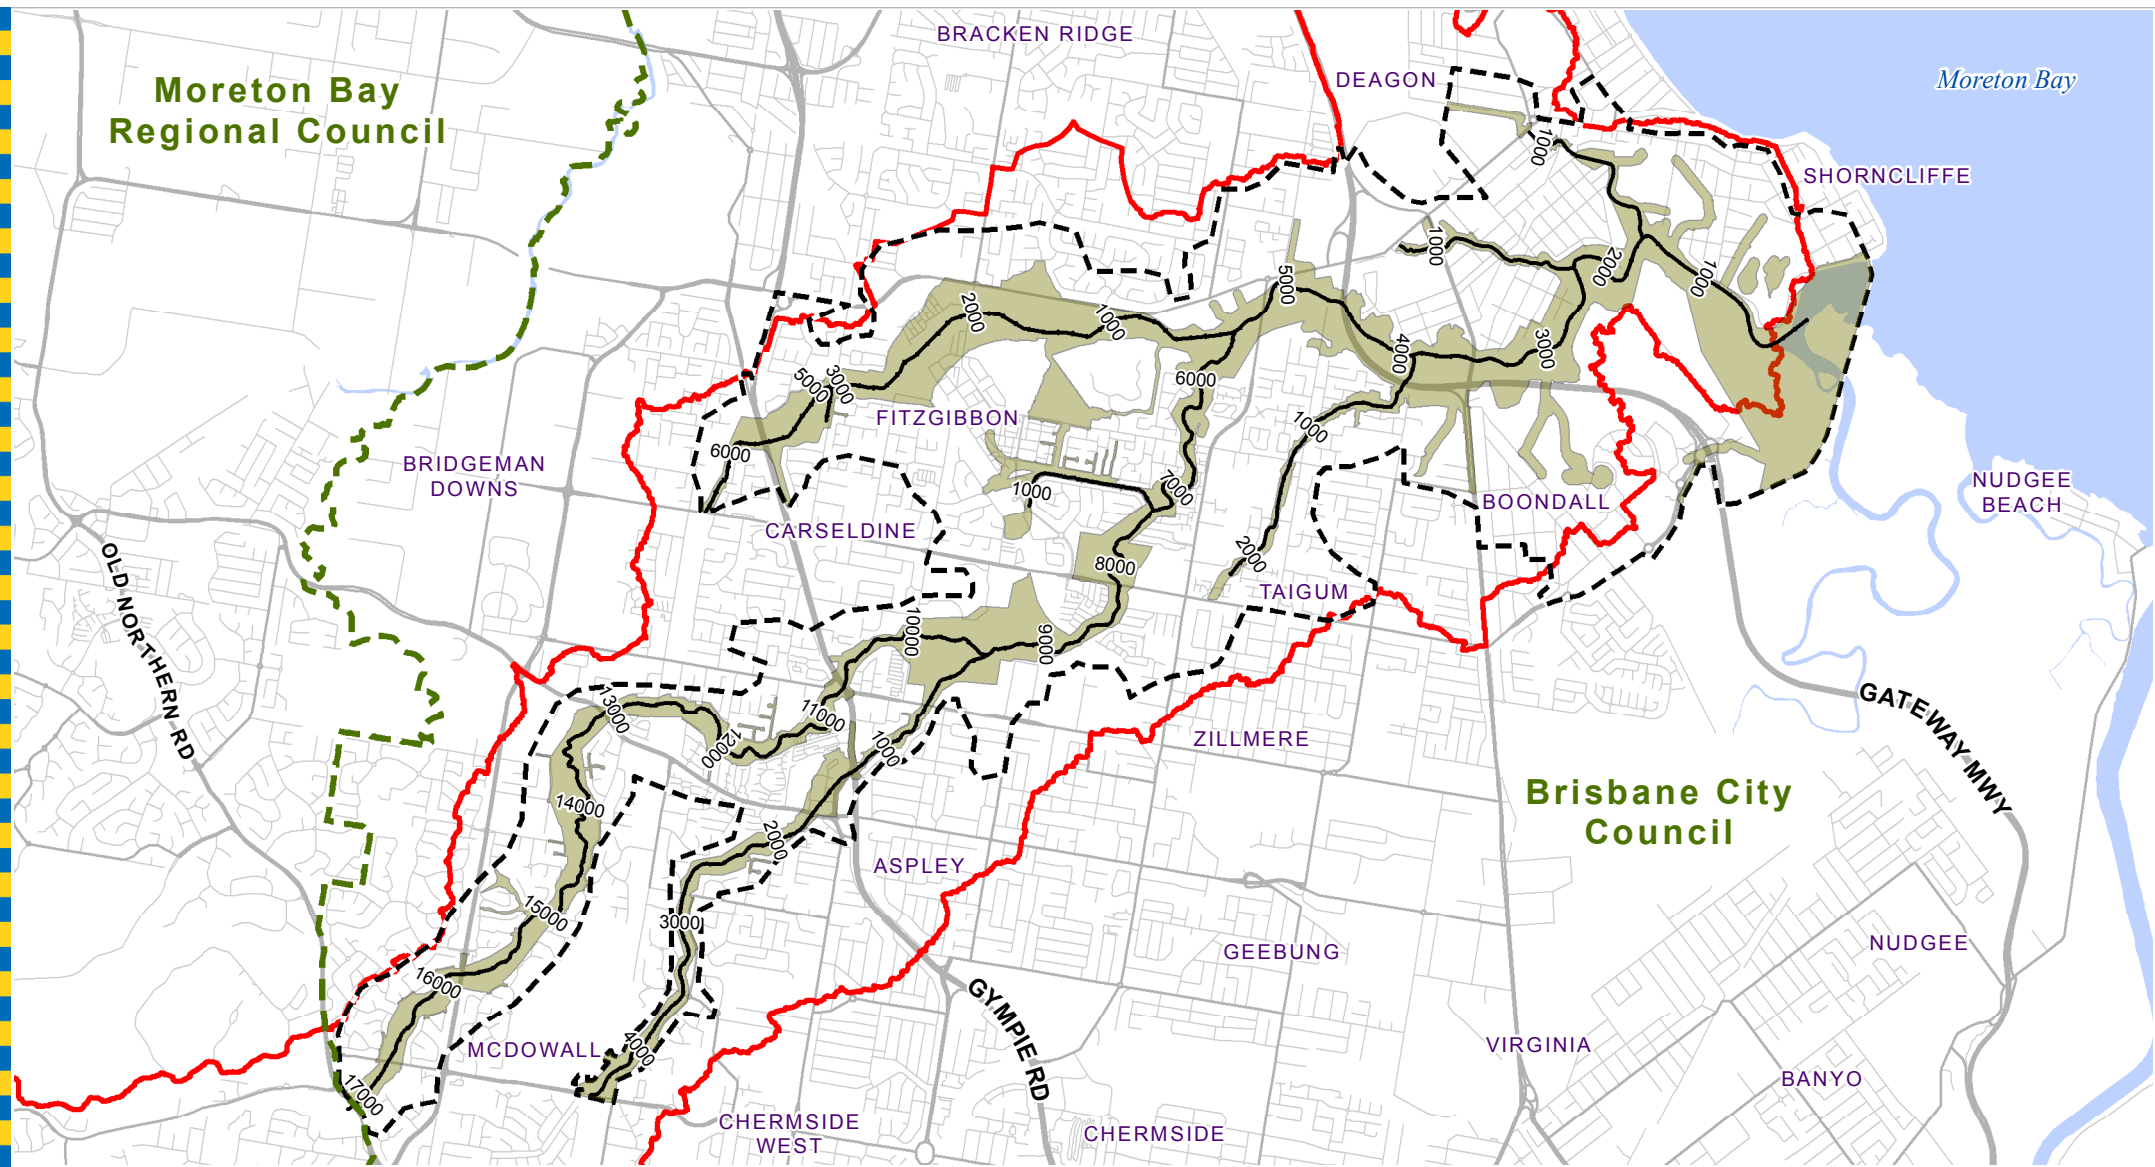 BRACKEN RIDGE
DEAGON
Moreton Bay
Moreton Bay
Regional Council
SHORNCLIFFE
1000
1000
2000
1000
5000
2000
1000
3000
4000
5000
3000
6000
FITZGIBBON
1000
6000
BRIDGEMAN
DOWNS
7000
1000
BOONDALL
NUDGEE
BEACH
CARSELDINE
2000
8000
TAIGUM
OLD NORTHERN RD
10000
9000
13000
11000
12000
1000
ZILLMERE
GATEWAY MWY
Brisbane City
Council
14000
2000
ASPLEY
15000
3000
GEEBUNG
NUDGEE
16000
GYMPIE RD
4000
MCDOWALL
VIRGINIA
BANYO
17000
CHERMSIDE
WEST
CHERMSIDE